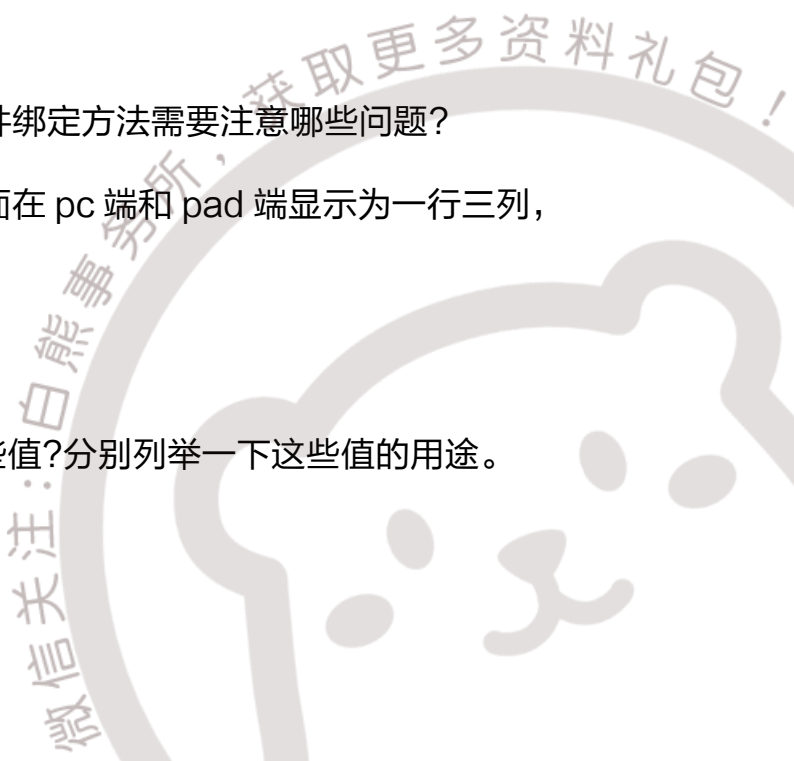 获取更多资料礼包！
件绑定方法需要注意哪些问题?
面在 pc 端和 pad 端显示为一行三列，
些值?分别列举一下这些值的用途。
微信关注：白熊事务所，